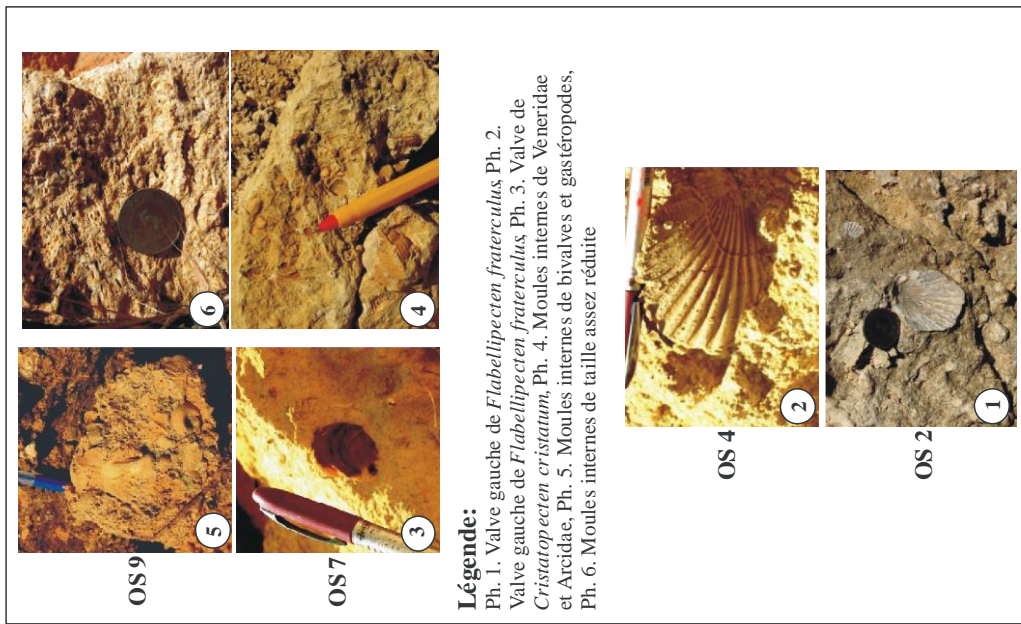 OS 9
5
6
OS 7
3
4
Légende:
Ph. 1. Valve gauche de Flabellipecten fraterculus, Ph. 2.
Valve gauche de Flabellipecten fraterculus, Ph. 3. Valve de
Cristatopecten cristatum, Ph. 4. Moules internes de Veneridae
et Arcidae, Ph. 5. Moules internes de bivalves et gastéropodes,
Ph. 6. Moules internes de taille assez réduite
OS 4
2
OS 2
1